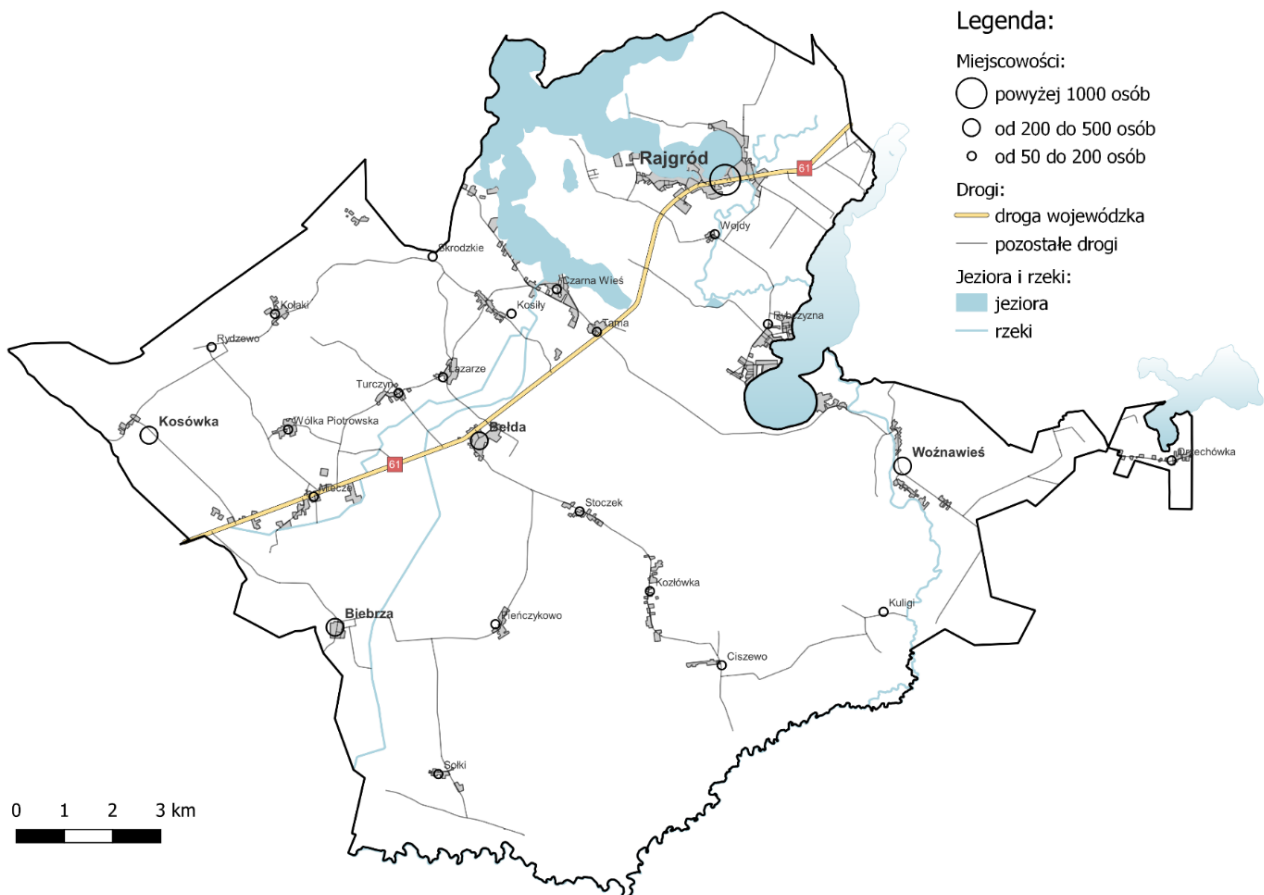 Legenda:
Miejscowości:
powyżej 1000 osób
od 200 do 500 osób
od 50 do 200 osób
Drogi:
droga wojewódzka
pozostałe drogi
Jeziora i rzeki:
jeziora
rzeki
Rajgród
61
Wojdy
Skrodzkie
Czarna Wieś
Kołaki
Kosiły
Tama
Rybczyzna
Rydzewo
Łazarze
Turczyn
Kosówka
Wólka Piotrowska
Bełda
Woźnawieś
61
Miecze
Stoczek
Kozłówka
Kuligi
Biebrza
Pieńczykowo
Ciszewo
Sołki
0 1 2 3 km